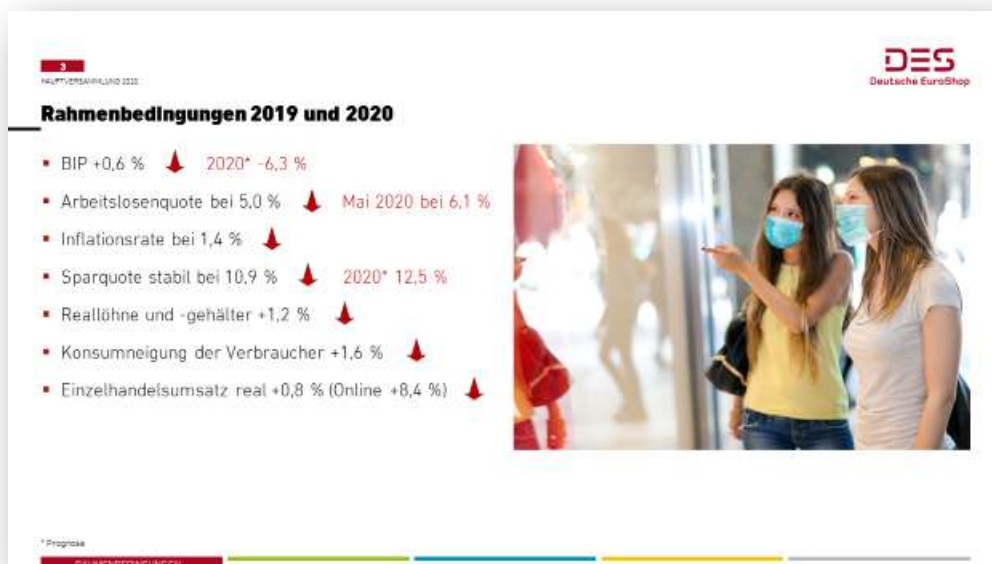 3
HAUPTVERSAMMLUNG 2020
DES
Deutsche EuroShop
Rahmenbedingungen 2019 und 2020
▪ BIP +0,6 % 2020* -6,3 %
▪ Arbeitslosenquote bei 5,0 % Mai 2020 bei 6,1 %
▪ Inflationsrate bei 1,4 %
▪ Sparquote stabil bei 10,9 % 2020* 12,5 %
▪ Reallöhne und -gehälter +1,2 %
▪ Konsumneigung der Verbraucher +1,6 %
▪ Einzelhandelsumsatz real +0,8 % (Online +8,4 %)
* Prognose
RAHMENBEDINGUNGEN